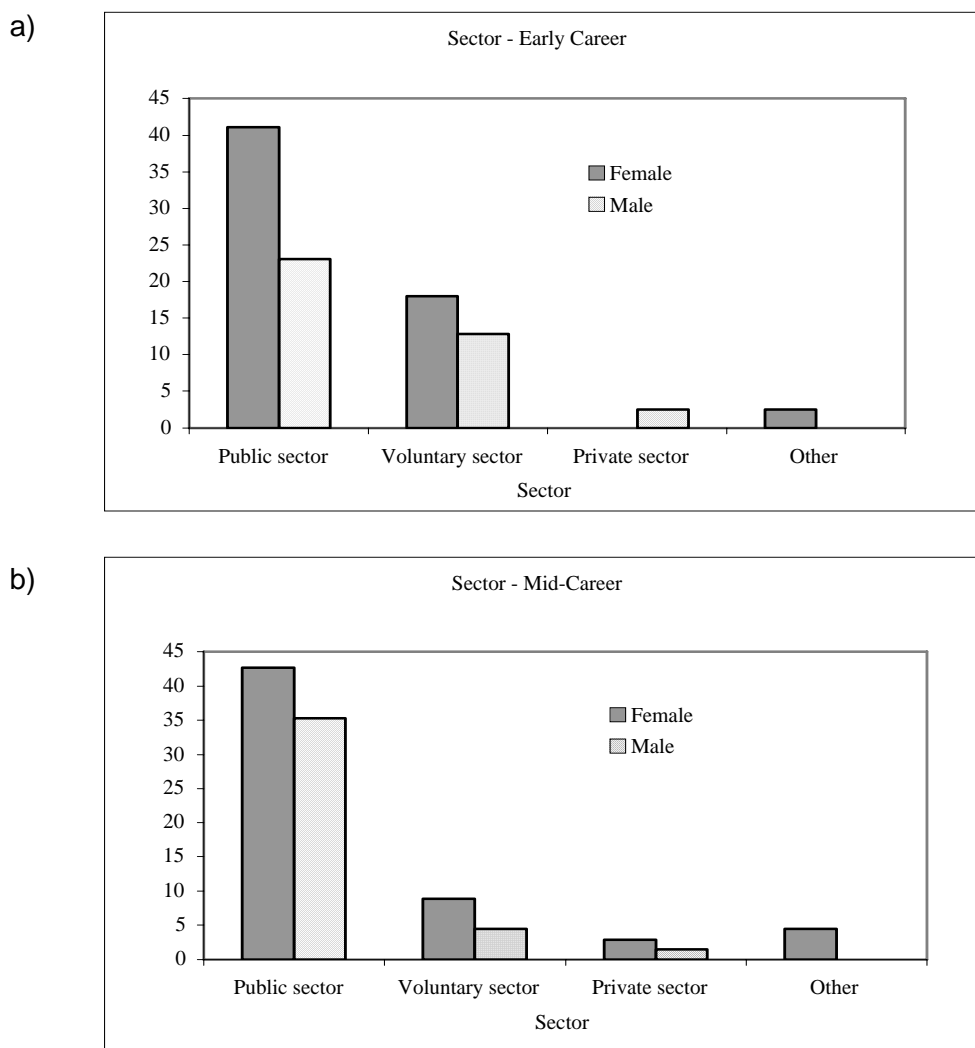 a)
Sector - Early Career
45
40
35
30
25
20
15
10
5
0
Female
Male
Public sector Voluntary sector Private sector Other
Sector
b)
Sector - Mid-Career
45
40
35
30
25
20
15
10
5
0
Female
Male
Public sector Voluntary sector Private sector Other
Sector